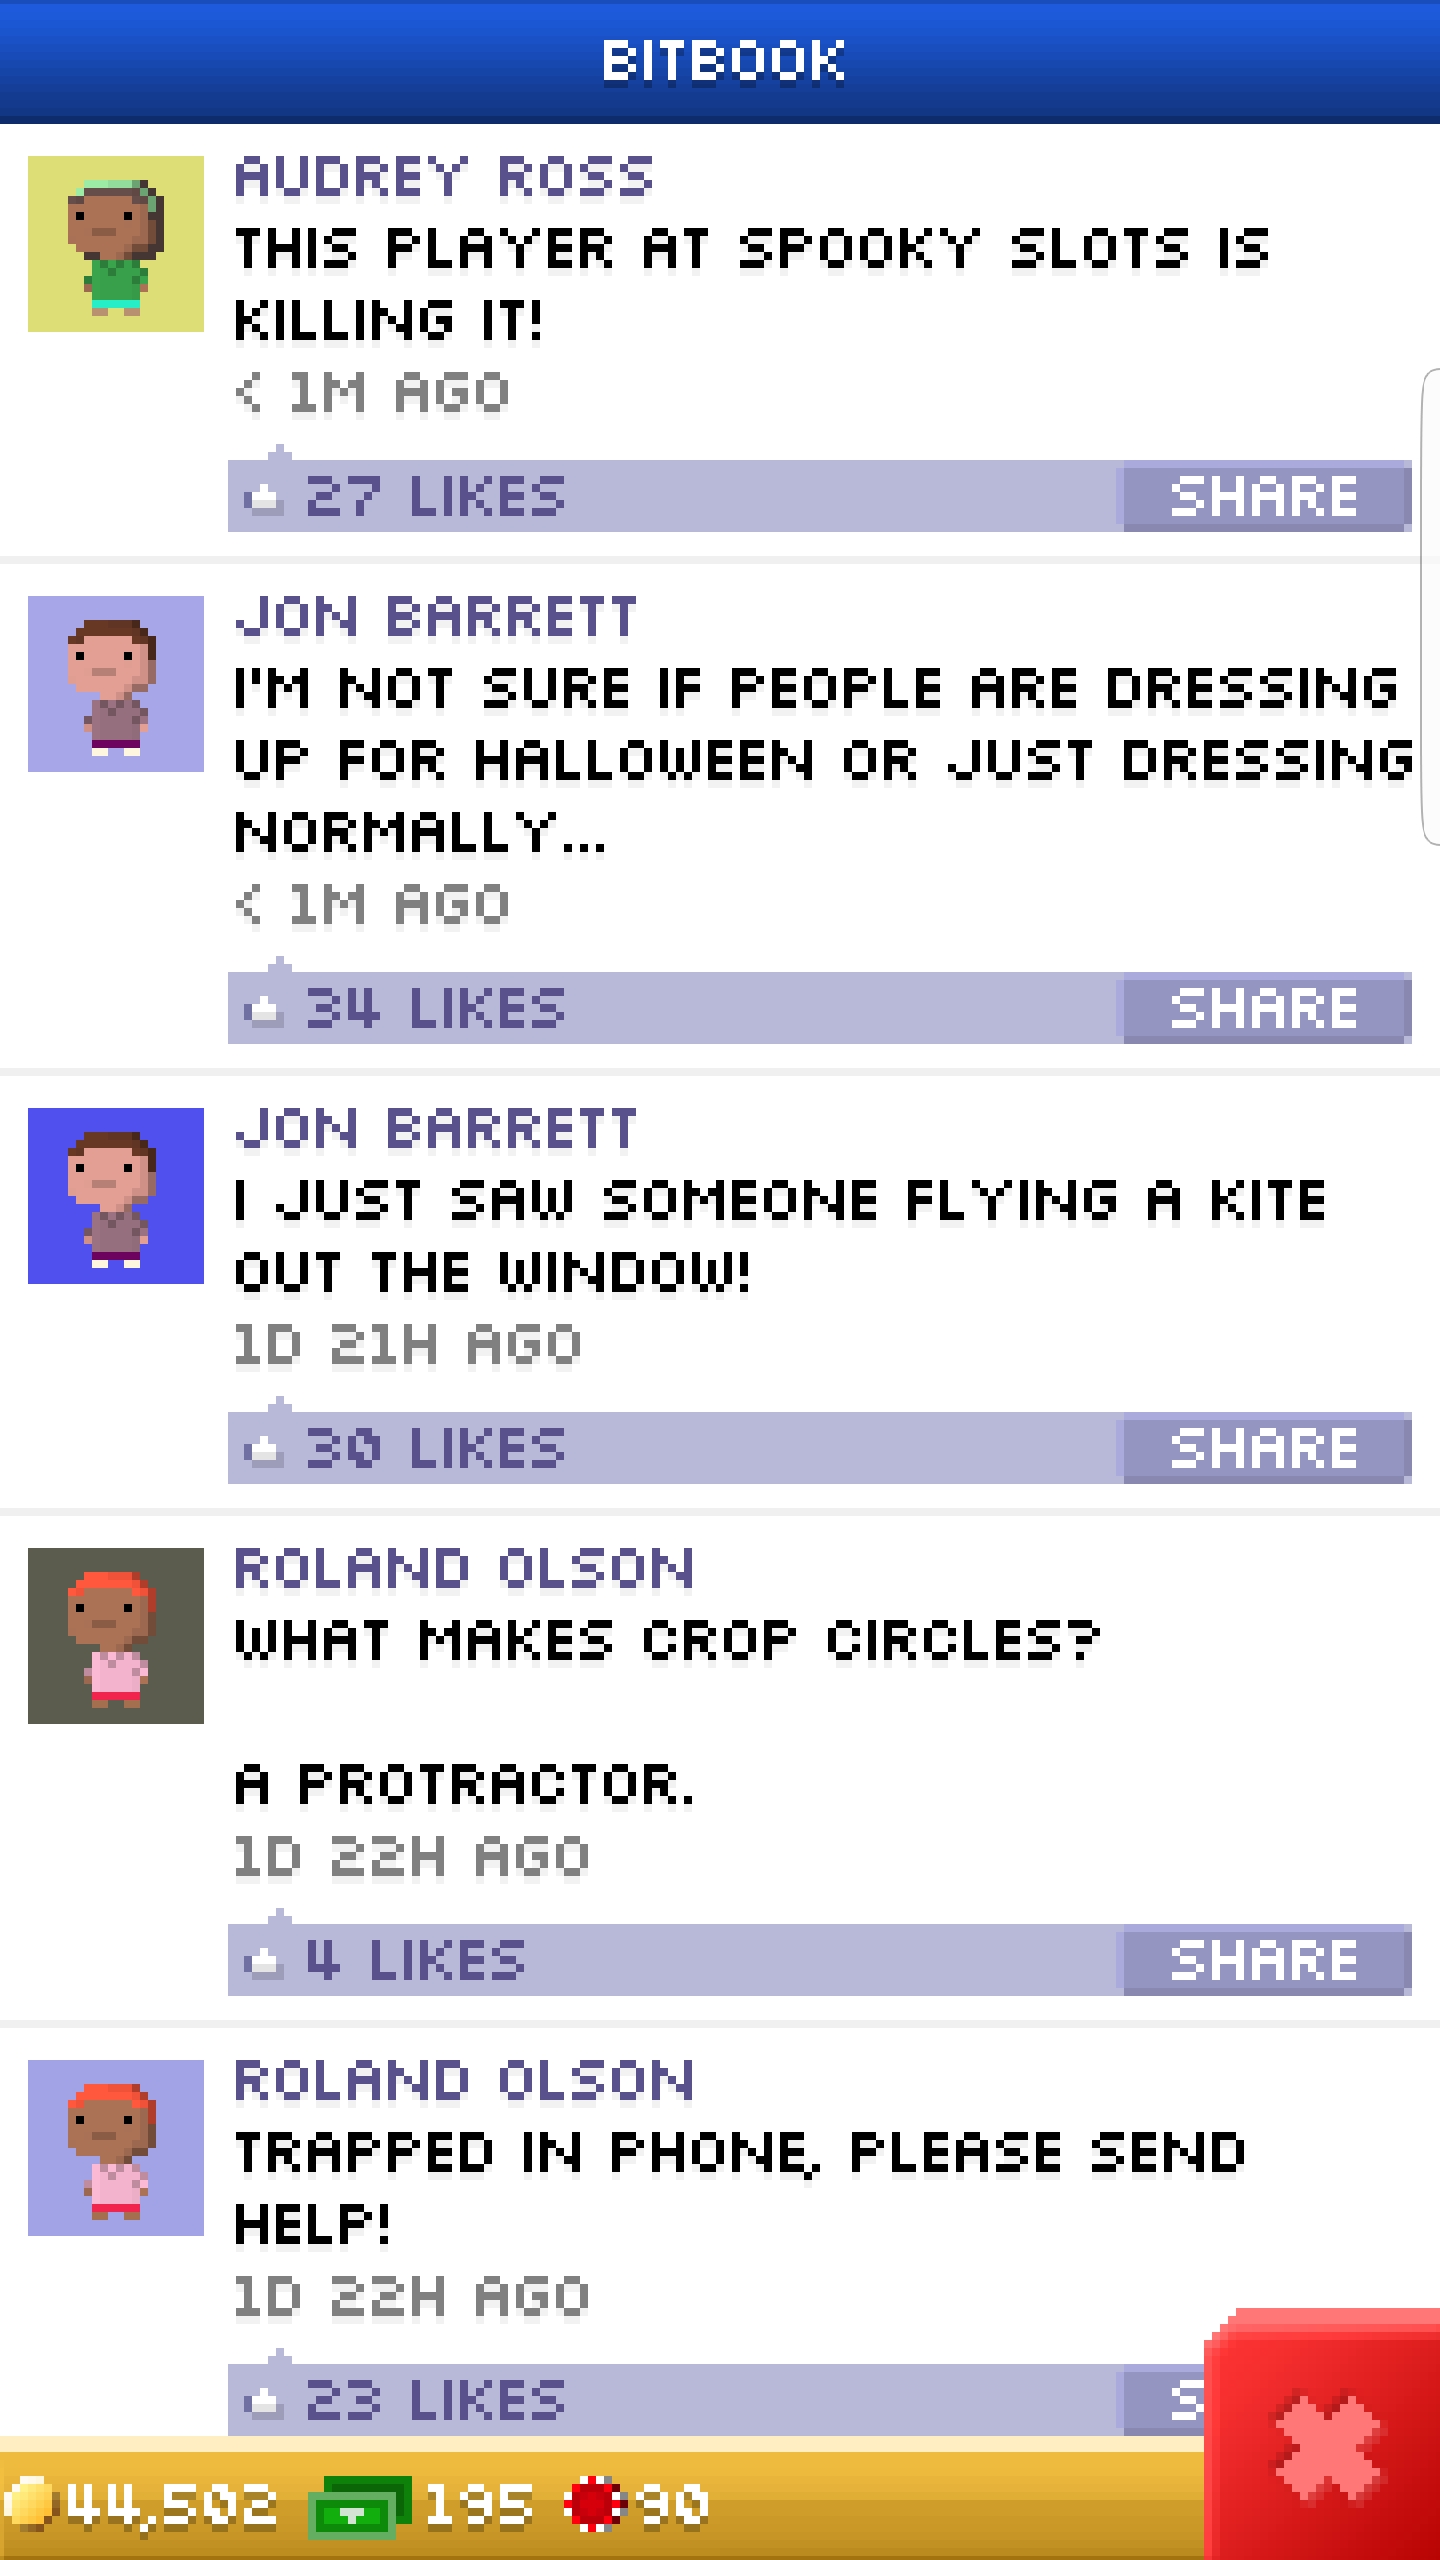 BITBOOK
AUDREY ROSS
THIS PLAYER AT SPOOKY SLOTS IS
KILLING IT!
< 1M AGO
27 LIKES
SHARE
JON BARRETT
I'M NOT SURE IF PEOPLE ARE DRESSING
UP FOR HALLOWEEN OR JUST DRESSING
NORMALLY...
< 1M AGO
34 LIKES
SHARE
JON BARRETT
I JUST SAW SOMEONE FLYING A KITE
OUT THE WINDOW!
1D 21H AGO
30 LIKES
SHARE
ROLAND OLSON
WHAT MAKES CROP CIRCLES?
A PROTRACTOR.
1D 22H AGO
4 LIKES
SHARE
ROLAND OLSON
TRAPPED IN PHONE, PLEASE SEND
HELP!
1D 22H AGO
23 LIKES
44,502 195 90